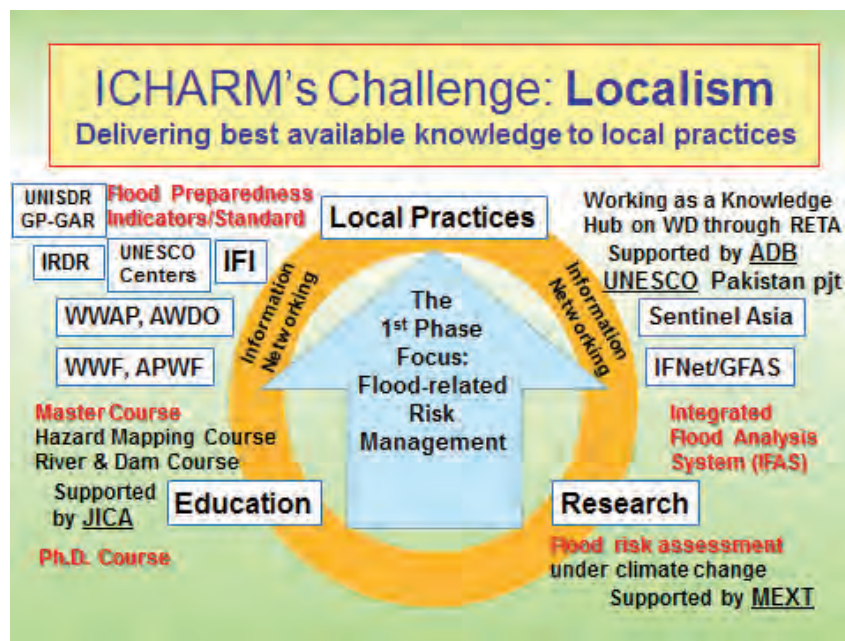 ICHARM's Challenge: Localism
Delivering best available knowledge to local practices
UNISDR
GP-GAR
Flood Preparedness
Indicators/Standard
Local Practices
Working as a Knowledge
Hub on WD through RETA
Supported by ADB
UNESCO Pakistan pjt
IRDR
UNESCO
Centers
IFI
Information
Networking
Information
Networking
WWAP, AWDO
Sentinel Asia
WWF, APWF
IFNet/GFAS
The
1st Phase
Focus:
Flood-related
Risk
Management
Master Course
Hazard Mapping Course
River & Dam Course
Supported
by JICA
Education
Ph.D. Course
Integrated
Flood Analysis
System (IFAS)
Research
Flood risk assessment
under climate change
Supported by MEXT